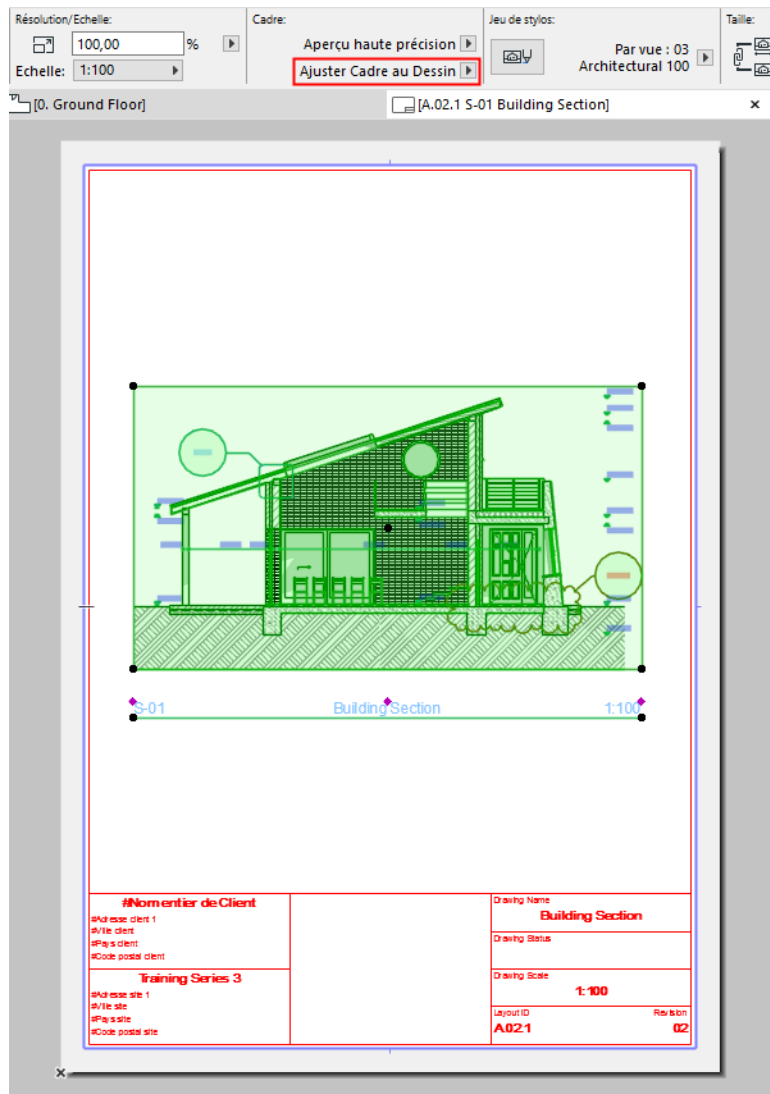 Résolution/Echelle:
Cadre:
Jeu de stylos:
Taille:
100,00
%
Aperçu haute précision
Par vue : 03
Architectural 100
Echelle:
1:100
Ajuster Cadre au Dessin
[0. Ground Floor]
[A.02.1 S-01 Building Section]
S-01
Building Section
1:100
#Nomentier de Client
#Adresse client 1
#Ville client
#Pays client
#Code postal client
Training Series 3
#Adresse site 1
#Ville site
#Pays site
#Code postal site
Drawing Name
Building Section
Drawing Status
Drawing Scale
1:100
Layout ID
Revision
A.02.1
02